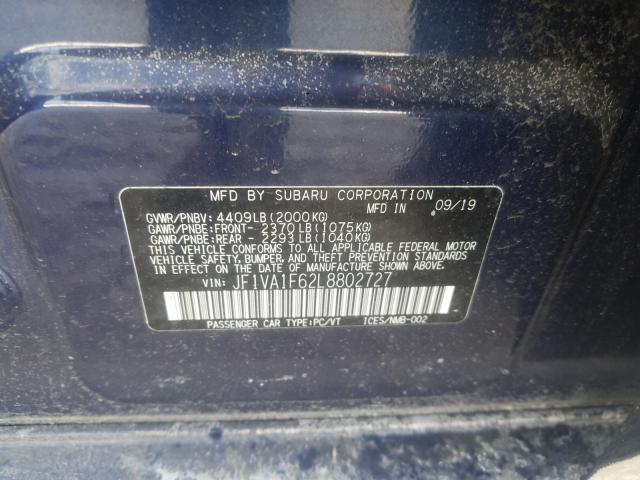 MFD BY SUBARU CORPORATION
MFD IN 09/19
GVWR/PNBV: 4409LB(2000KG)
GAWR/PNBE:FRONT- 2370LB(1075KG)
GAWR/PNBE:REAR - 2293LB(1040KG)
THIS VEHICLE CONFORMS TO ALL APPLICABLE FEDERAL MOTOR
VEHICLE SAFETY, BUMPER, AND THEFT PREVENTION STANDARDS
IN EFFECT ON THE DATE OF MANUFACTURE SHOWN ABOVE.
VIN: JF1VA1F62L8802727
PASSENGER CAR TYPE:PC/VT ICES/NMB-002